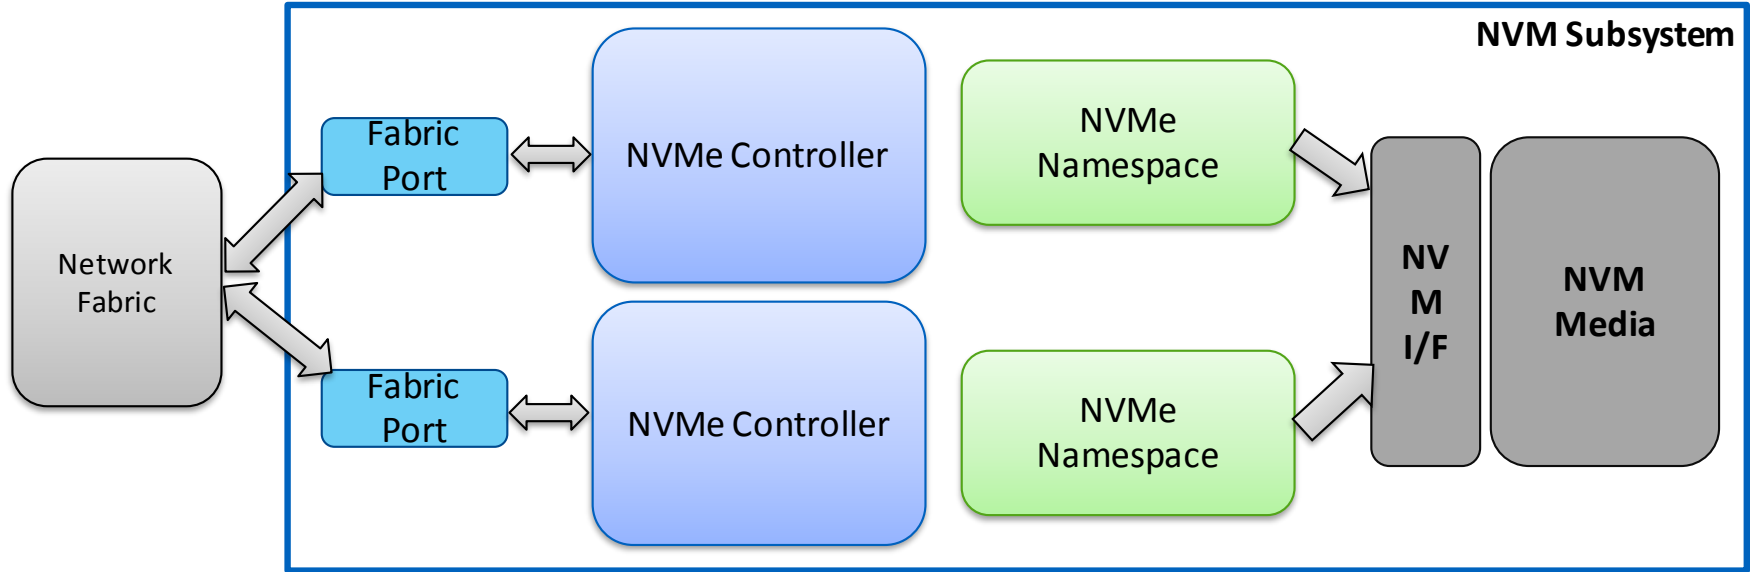 NVM Subsystem
Fabric
Port
NVMe Controller
NVMe
Namespace
Network
Fabric
NV
M
I/F
NVM
Media
Fabric
Port
NVMe Controller
NVMe
Namespace